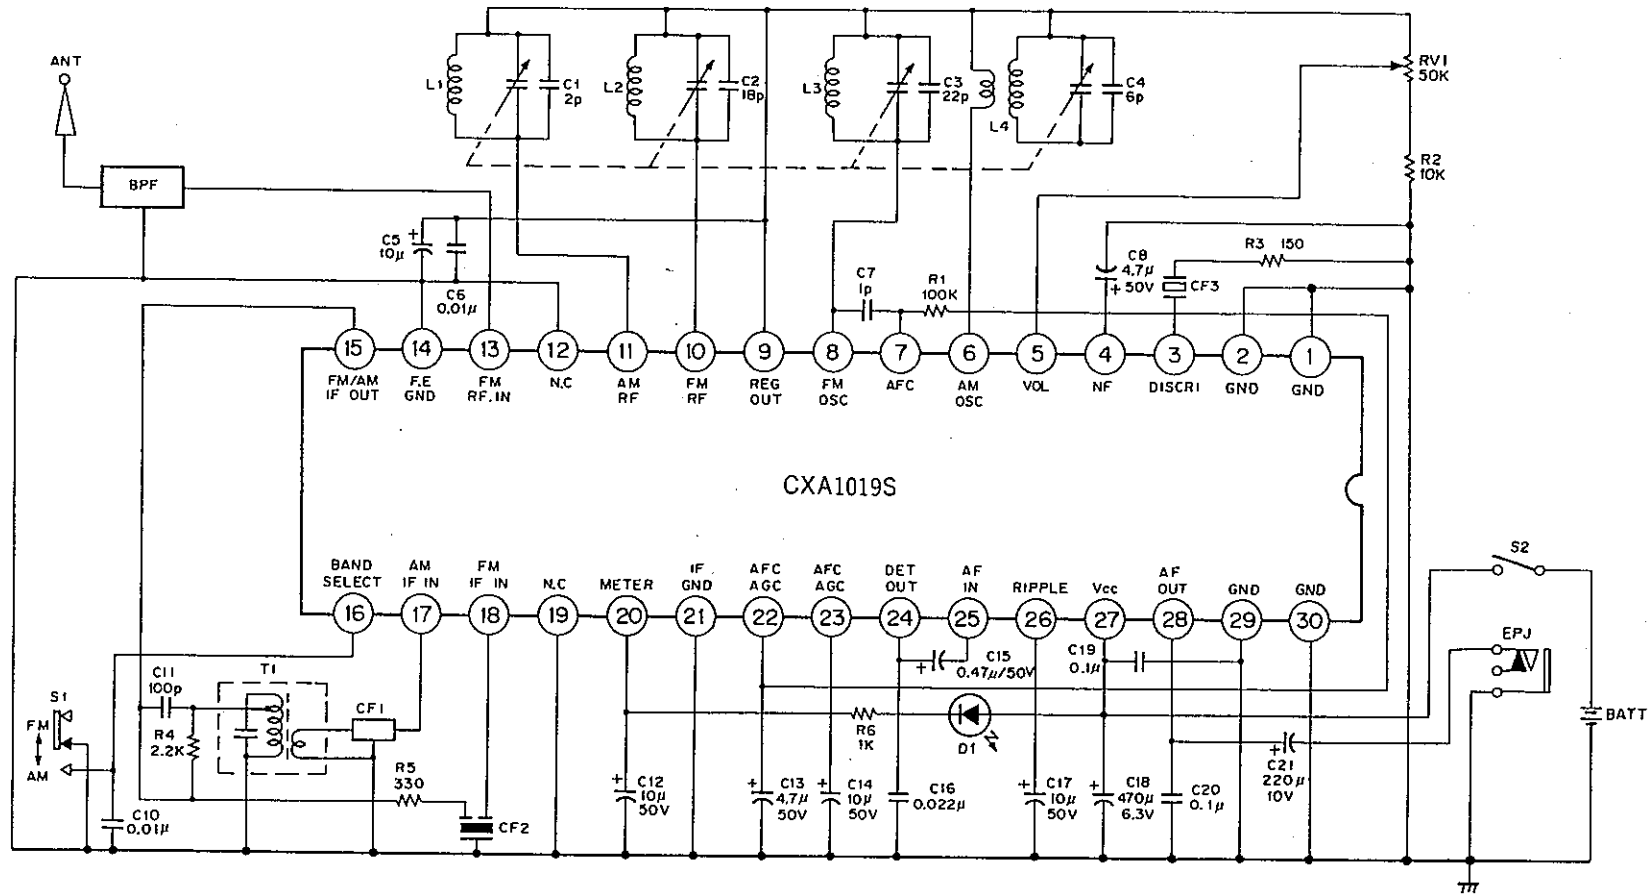 ANT
BPF
L1
C1
2p
L2
C2
18p
L3
C3
22p
L4
C4
6p
RV1
50K
R2
10K
C5
10μ
+
C6
0.01μ
C7
1p
R1
100K
C8
4.7μ
+ 50V
R3 150
CF3
15
14
13
12
11
10
9
8
7
6
5
4
3
2
1
FM/AM
IF OUT
F.E
GND
FM
RF.IN
N.C
AM
RF
FM
RF
REG
OUT
FM
OSC
AFC
AM
OSC
VOL
NF
DISCRI
GND
GND
CXA1019S
BAND
SELECT
AM
IF IN
FM
IF IN
N.C
METER
IF
GND
AFC
AGC
AFC
AGC
DET
OUT
AF
IN
RIPPLE
Vcc
AF
OUT
GND
GND
16
17
18
19
20
21
22
23
24
25
26
27
28
29
30
S2
EPJ
BATT
S1
FM
AM
C11
100p
R4
2.2K
T1
CF1
R5
330
CF2
C10
0.01μ
C12
10μ
50V
+
C13
4.7μ
50V
+
C14
10μ
50V
+
C15
0.47μ/50V
+
C16
0.022μ
R6
1K
D1
C17
10μ
50V
+
C18
470μ
6.3V
+
C19
0.1μ
C20
0.1μ
C21
220μ
10V
+